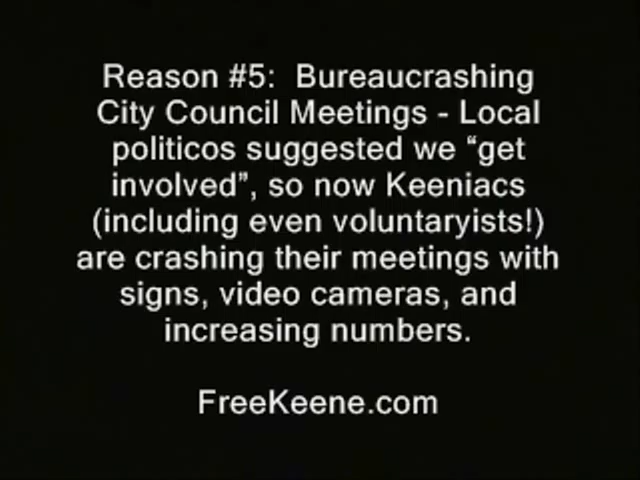 Reason #5:  Bureaucrashing
City Council Meetings - Local
politicos suggested we “get
involved”, so now Keeniacs
(including even voluntaryists!)
are crashing their meetings with
signs, video cameras, and
increasing numbers.
FreeKeene.com